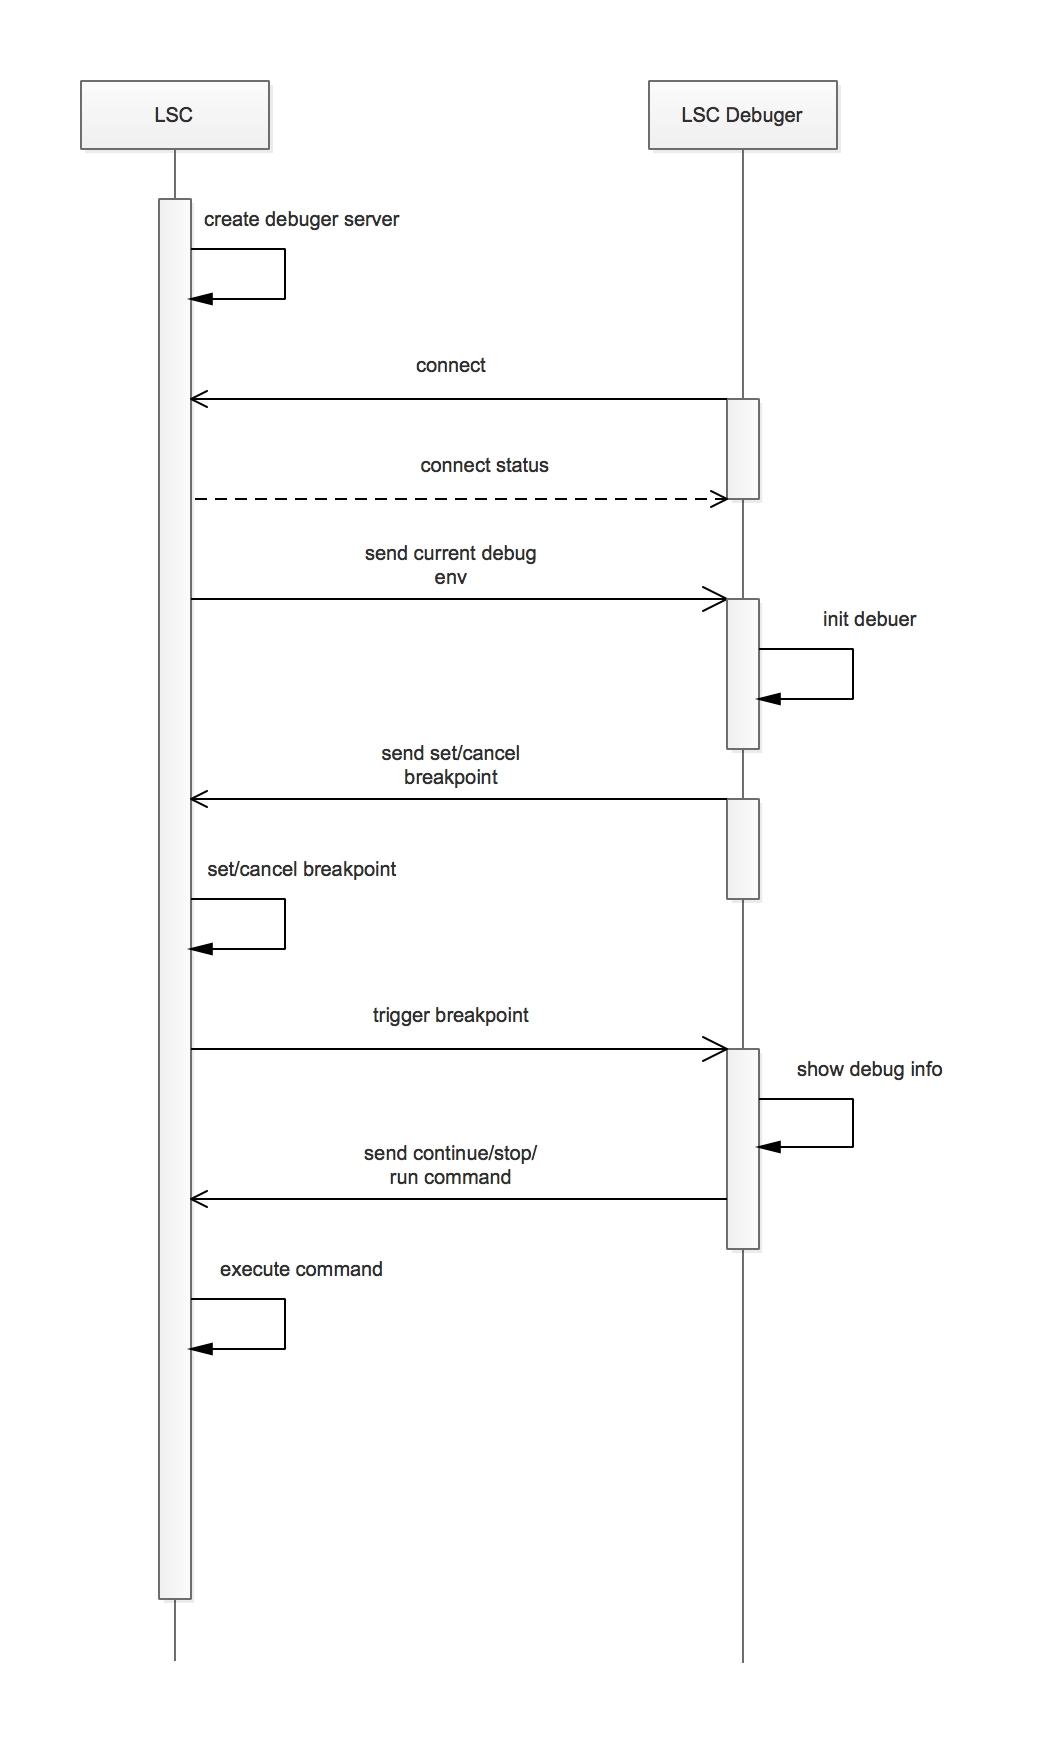 LSC
LSC Debuger
create debuger server
connect
connect status
send current debug
env
init debuer
send set/cancel
breakpoint
set/cancel breakpoint
trigger breakpoint
show debug info
send continue/stop/
run command
execute command